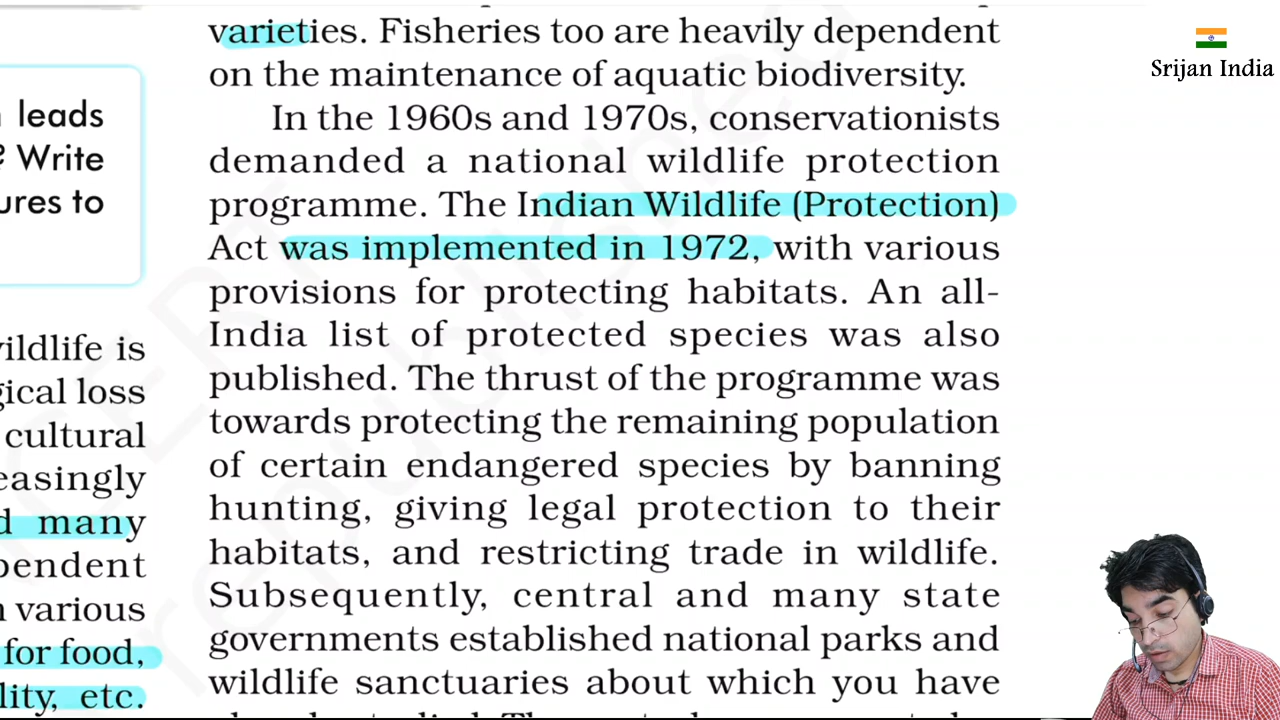 leads
? Write
ures to
ildlife is
gical loss
cultural
easingly
d many
pendent
various
for food,
lity, etc.
varieties. Fisheries too are heavily dependent
on the maintenance of aquatic biodiversity.
In the 1960s and 1970s, conservationists
demanded a national wildlife protection
programme. The Indian Wildlife (Protection)
Act was implemented in 1972, with various
provisions for protecting habitats. An all-
India list of protected species was also
published. The thrust of the programme was
towards protecting the remaining population
of certain endangered species by banning
hunting, giving legal protection to their
habitats, and restricting trade in wildlife.
Subsequently, central and many state
governments established national parks and
wildlife sanctuaries about which you have
Srijan India